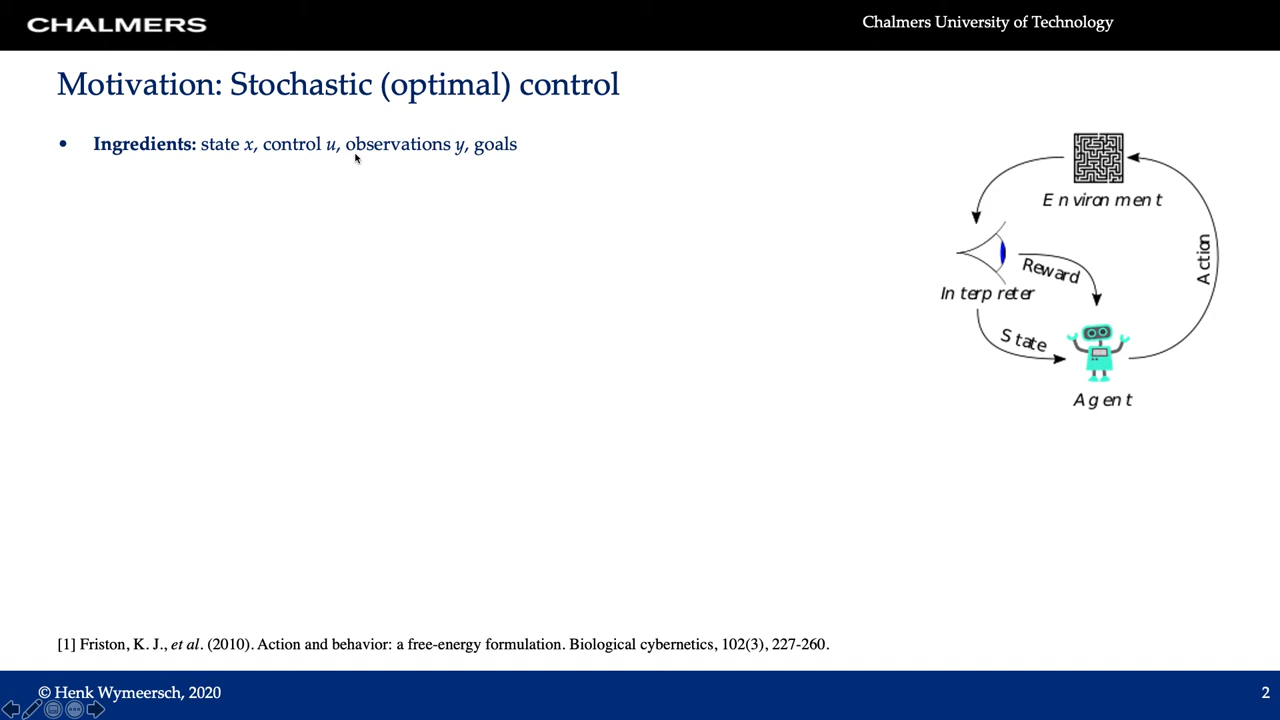 CHALMERS
Chalmers University of Technology
Motivation: Stochastic (optimal) control
• Ingredients: state x, control u, observations y, goals
Environment
Action
Reward
Interpreter
State
Agent
[1] Friston, K. J., et al. (2010). Action and behavior: a free-energy formulation. Biological cybernetics, 102(3), 227-260.
© Henk Wymeersch, 2020
2